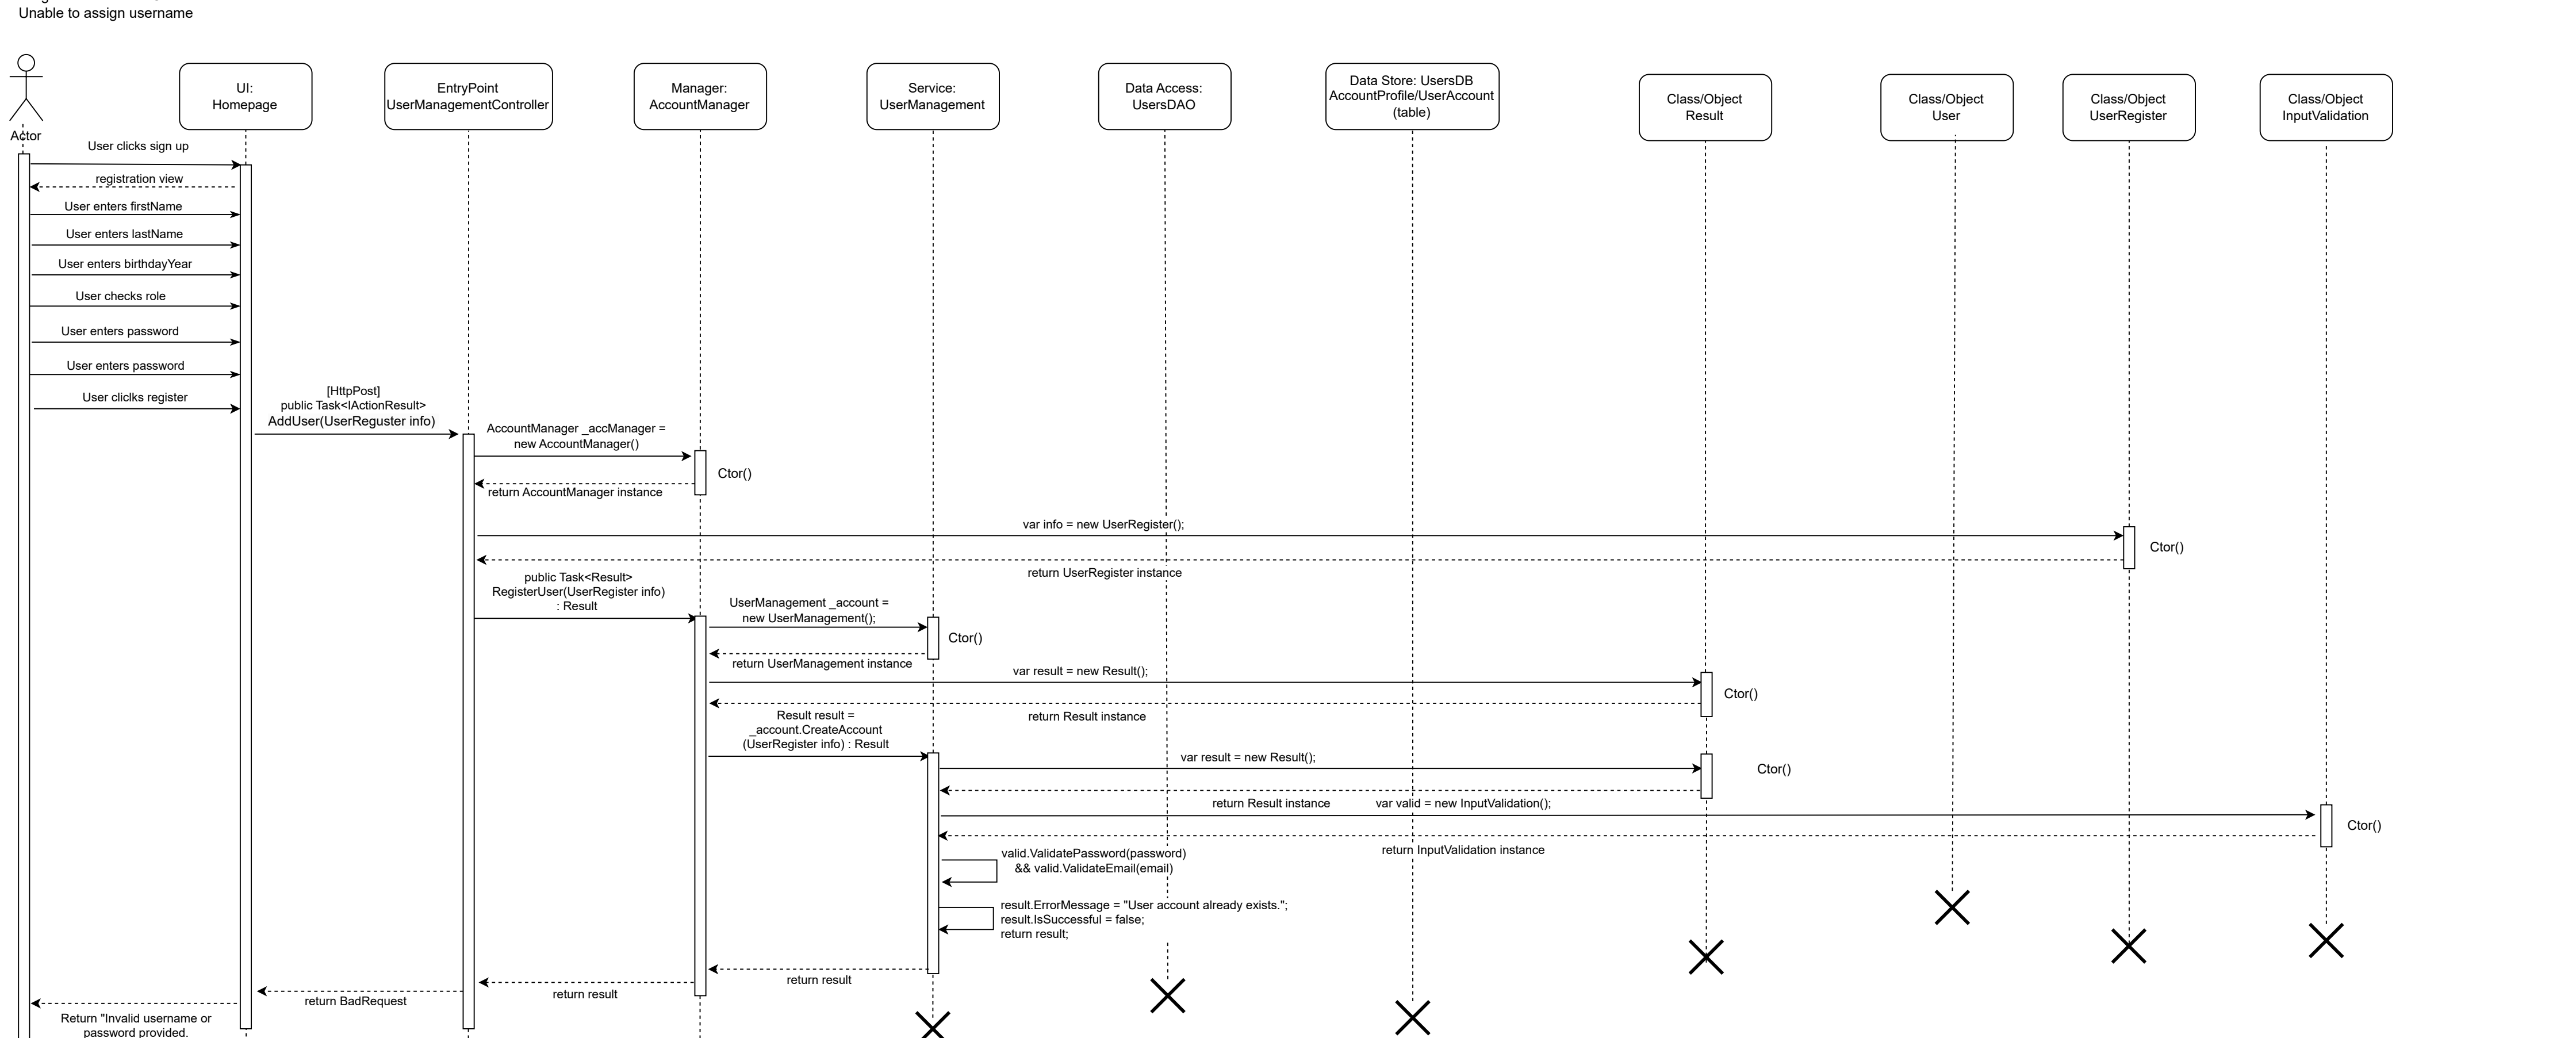 Unable to assign username
UI:
Homepage
EntryPoint
UserManagementController
Manager:
AccountManager
Service:
UserManagement
Data Access:
UsersDAO
Data Store: UsersDB
AccountProfile/UserAccount
(table)
Class/Object
Result
Class/Object
User
Class/Object
UserRegister
Class/Object
InputValidation
Actor
User clicks sign up
registration view
User enters firstName
User enters lastName
User enters birthdayYear
User checks role
User enters password
User enters password
User cliclks register
[HttpPost]
public Task<IActionResult>
AddUser(UserReguster info)
AccountManager _accManager =
new AccountManager()
Ctor()
return AccountManager instance
var info = new UserRegister();
Ctor()
return UserRegister instance
public Task<Result>
RegisterUser(UserRegister info)
: Result
UserManagement _account =
new UserManagement();
Ctor()
return UserManagement instance
var result = new Result();
Ctor()
return Result instance
Result result =
_account.CreateAccount
(UserRegister info) : Result
var result = new Result();
Ctor()
return Result instance
var valid = new InputValidation();
Ctor()
return InputValidation instance
valid.ValidatePassword(password)
&& valid.ValidateEmail(email)
result.ErrorMessage = "User account already exists.";
result.IsSuccessful = false;
return result;
return result
return result
return BadRequest
Return "Invalid username or
password provided.